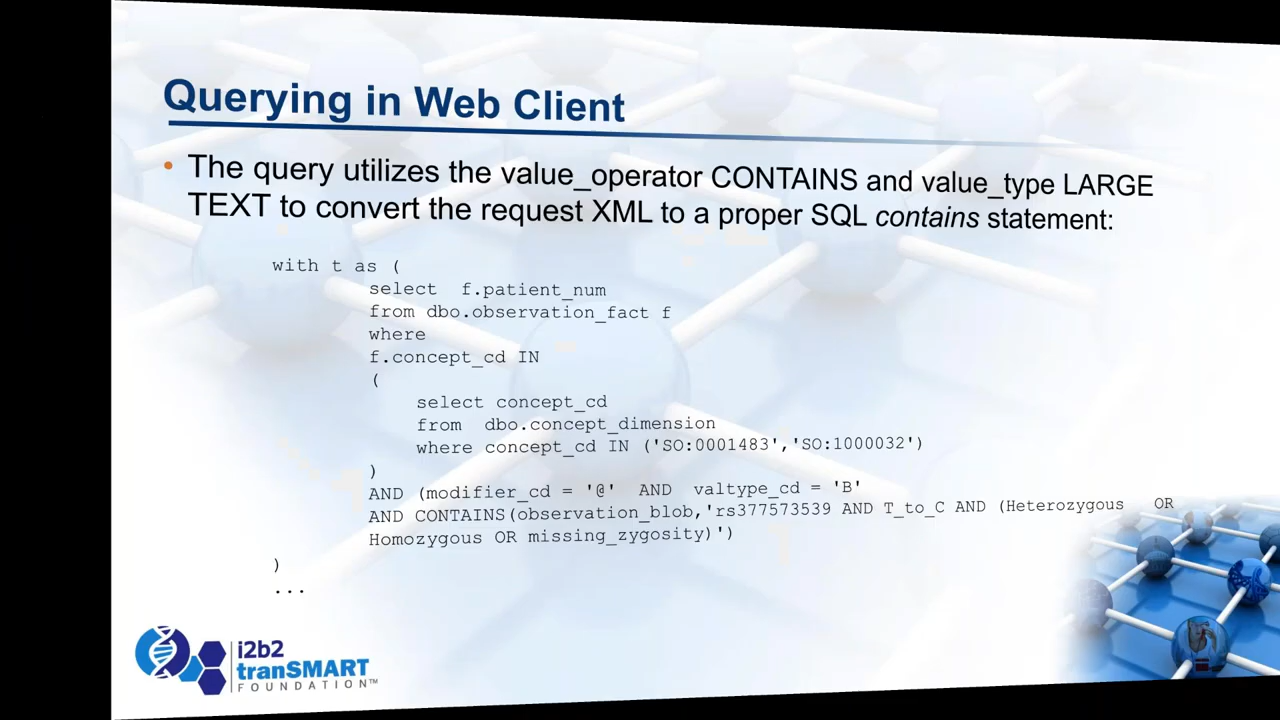 Querying in Web Client
• The query utilizes the value_operator CONTAINS and value_type LARGE
TEXT to convert the request XML to a proper SQL contains statement:
with t as (
select f.patient_num
from dbo.observation_fact f
where
f.concept_cd IN
(
select concept_cd
from dbo.concept_dimension
where concept_cd IN ('SO:0001483','SO:1000032')
)
AND (modifier_cd = '@' AND valtype_cd = 'B'
AND CONTAINS(observation_blob,'rs377573539 AND T_to_C AND (Heterozygous OR
Homozygous OR missing_zygosity)')
)
...
i2b2
tranSMART
FOUNDATION™